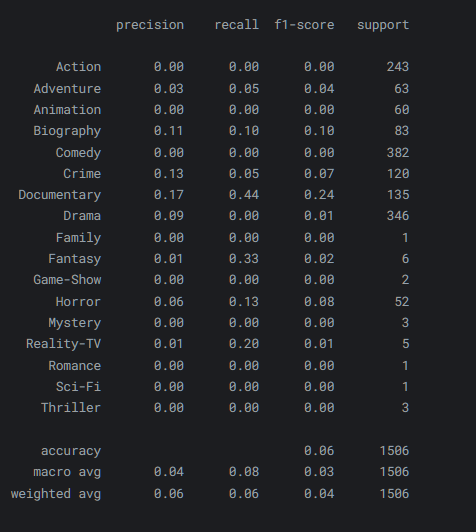 precision recall f1-score support
Action 0.00 0.00 0.00 243
Adventure 0.03 0.05 0.04 63
Animation 0.00 0.00 0.00 60
Biography 0.11 0.10 0.10 83
Comedy 0.00 0.00 0.00 382
Crime 0.13 0.05 0.07 120
Documentary 0.17 0.44 0.24 135
Drama 0.09 0.00 0.01 346
Family 0.00 0.00 0.00 1
Fantasy 0.01 0.33 0.02 6
Game-Show 0.00 0.00 0.00 2
Horror 0.06 0.13 0.08 52
Mystery 0.00 0.00 0.00 3
Reality-TV 0.01 0.20 0.01 5
Romance 0.00 0.00 0.00 1
Sci-Fi 0.00 0.00 0.00 1
Thriller 0.00 0.00 0.00 3
accuracy 0.06 1506
macro avg 0.04 0.08 0.03 1506
weighted avg 0.06 0.06 0.04 1506